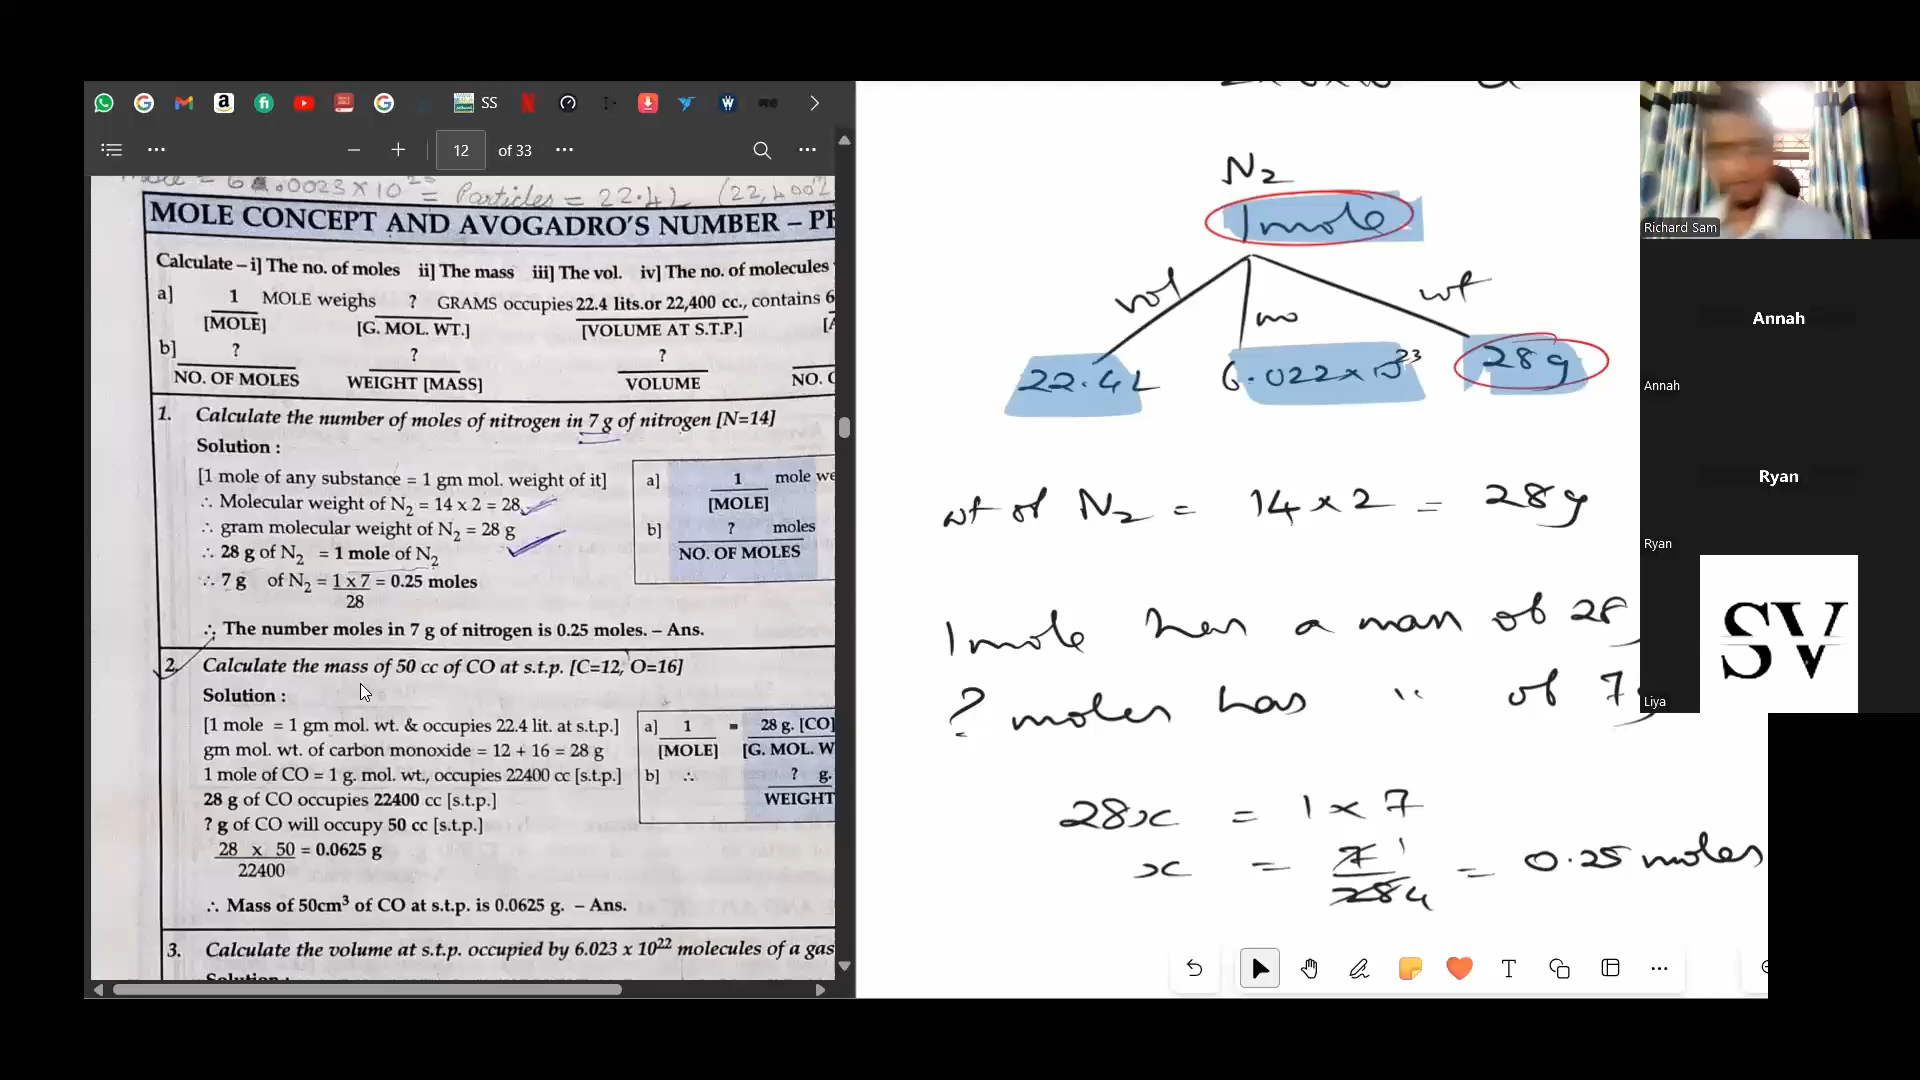 SS
12 of 33
Particles = 22.4L
MOLE CONCEPT AND AVOGADRO'S NUMBER – P
Calculate – i] The no. of moles ii] The mass iii] The vol. iv] The no. of molecules
a] 1 MOLE weighs ? GRAMS occupies 22.4 lits.or 22,400 cc., contains 6
[MOLE] [G. MOL. WT.] [VOLUME AT S.T.P.]
b] ? ? ?
NO. OF MOLES WEIGHT [MASS] VOLUME NO.
1. Calculate the number of moles of nitrogen in 7 g of nitrogen [N=14]
Solution :
[1 mole of any substance = 1 gm mol. weight of it]
∴ Molecular weight of N₂ = 14 x 2 = 28
∴ gram molecular weight of N₂ = 28 g
∴ 28 g of N₂ = 1 mole of N₂
∴ 7 g of N₂ = 1 x 7 = 0.25 moles
28
∴ The number moles in 7 g of nitrogen is 0.25 moles. – Ans.
a] 1 mole we
[MOLE]
b] ? moles
NO. OF MOLES
2. Calculate the mass of 50 cc of CO at s.t.p. [C=12, O=16]
Solution :
[1 mole = 1 gm mol. wt. & occupies 22.4 lit. at s.t.p.]
gm mol. wt. of carbon monoxide = 12 + 16 = 28 g
1 mole of CO = 1 g. mol. wt., occupies 22400 cc [s.t.p.]
28 g of CO occupies 22400 cc [s.t.p.]
? g of CO will occupy 50 cc [s.t.p.]
28 x 50 = 0.0625 g
22400
∴ Mass of 50cm³ of CO at s.t.p. is 0.0625 g. – Ans.
a] 1 = 28 g. [CO]
[MOLE] [G. MOL. W
b] ∴ ? g.
WEIGHT
3. Calculate the volume at s.t.p. occupied by 6.023 x 10²² molecules of a gas
Solution :
N₂
1 mole
vol no wt
22.4 L 6.022 x 10²³ 28 g
wt of N₂ = 14 x 2 = 28g
1 mole has a mass of 28
? moles has " of 7
28x = 1 x 7
x = 7 1 = 0.25 moles
28 4
T
Richard Sam
Annah
Annah
Ryan
Ryan
SV
Liya